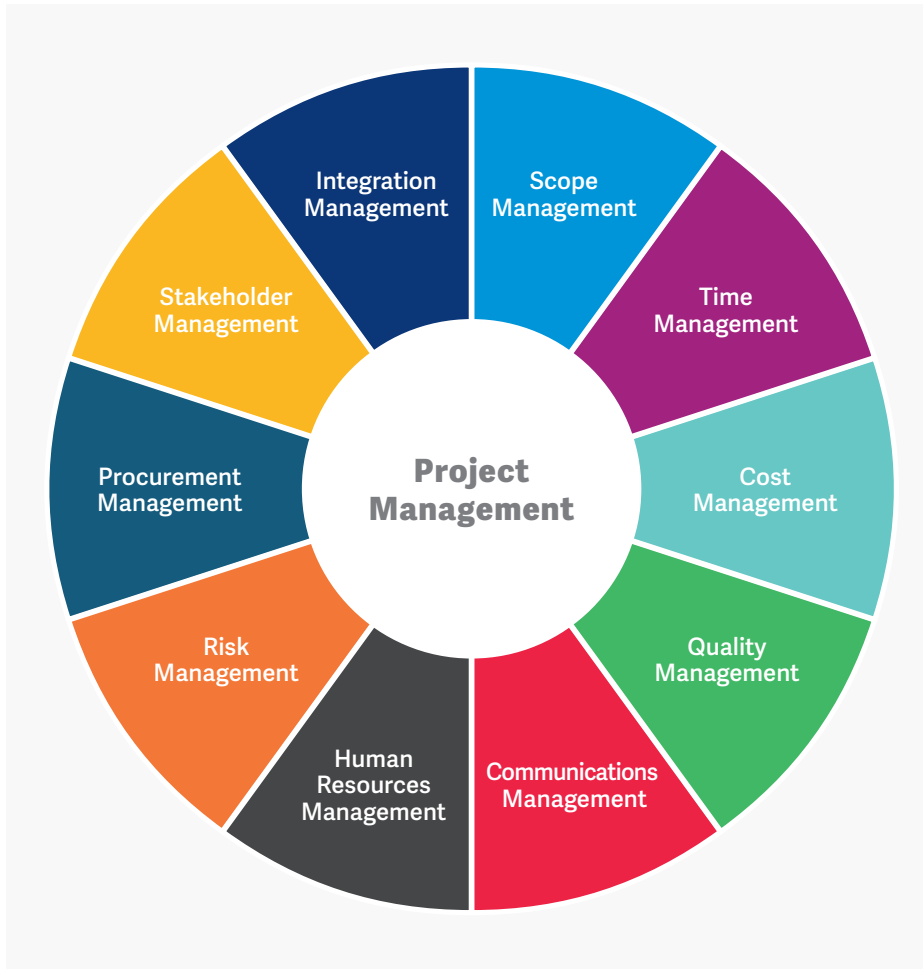 Integration
Management
Scope
Management
Time
Management
Cost
Management
Quality
Management
Communications
Management
Human
Resources
Management
Risk
Management
Procurement
Management
Stakeholder
Management
Project
Management